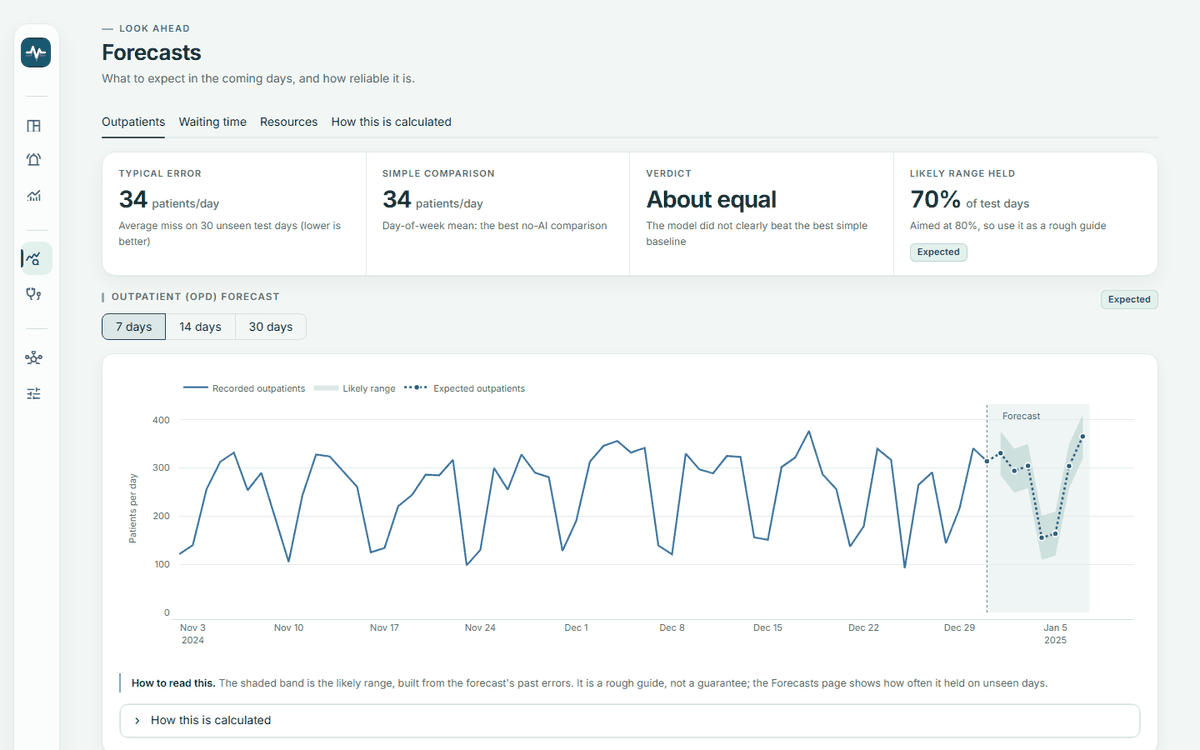 — LOOK AHEAD
Forecasts
What to expect in the coming days, and how reliable it is.
Outpatients Waiting time Resources How this is calculated
TYPICAL ERROR
34 patients/day
Average miss on 30 unseen test days (lower is
better)
SIMPLE COMPARISON
34 patients/day
Day-of-week mean: the best no-AI comparison
VERDICT
About equal
The model did not clearly beat the best simple
baseline
LIKELY RANGE HELD
70% of test days
Aimed at 80%, so use it as a rough guide
Expected
OUTPATIENT (OPD) FORECAST
Expected
7 days 14 days 30 days
Recorded outpatients Likely range Expected outpatients
Forecast
Patients per day
400
300
200
100
0
Nov 3 Nov 10 Nov 17 Nov 24 Dec 1 Dec 8 Dec 15 Dec 22 Dec 29 Jan 5
2024 2025
How to read this. The shaded band is the likely range, built from the forecast's past errors. It is a rough guide, not a guarantee; the Forecasts page shows how often it held on unseen days.
How this is calculated